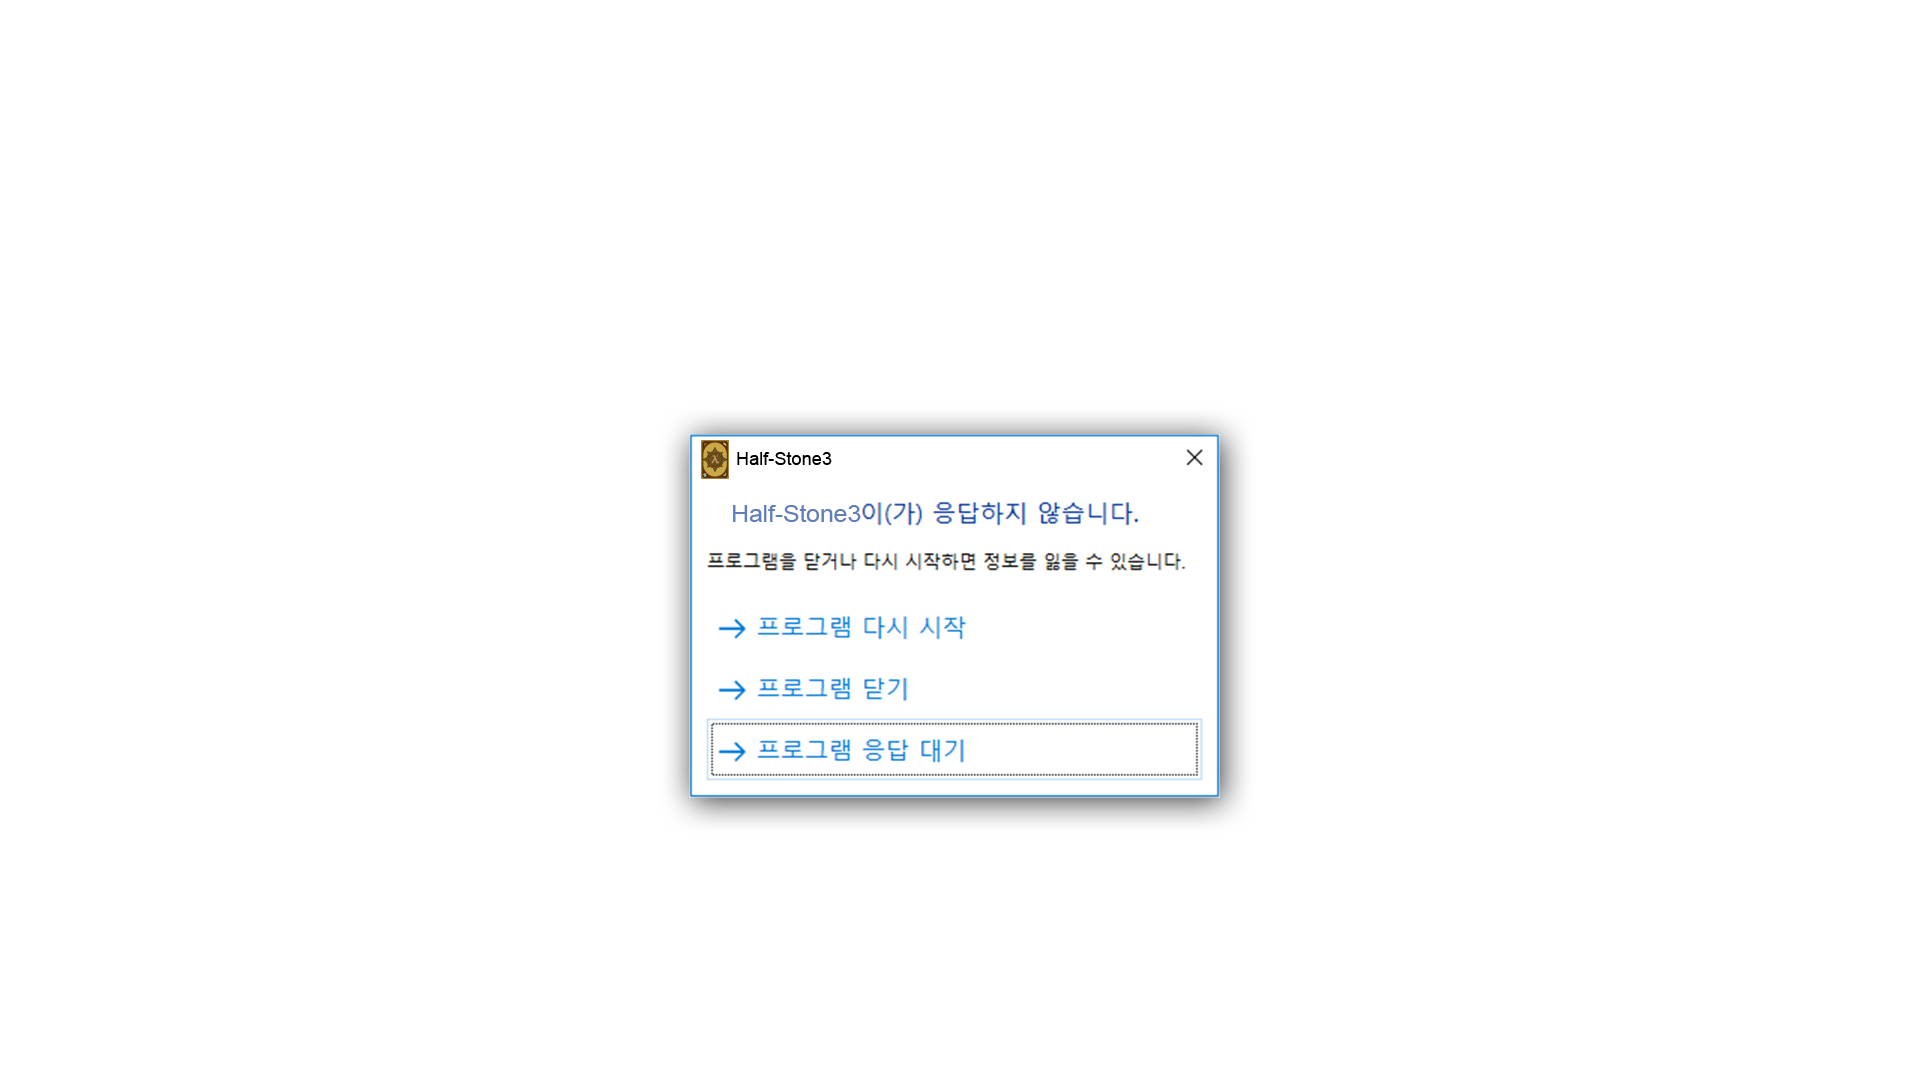 Half-Stone3
Half-Stone3이(가) 응답하지 않습니다.
프로그램을 닫거나 다시 시작하면 정보를 잃을 수 있습니다.
→ 프로그램 다시 시작
→ 프로그램 닫기
→ 프로그램 응답 대기